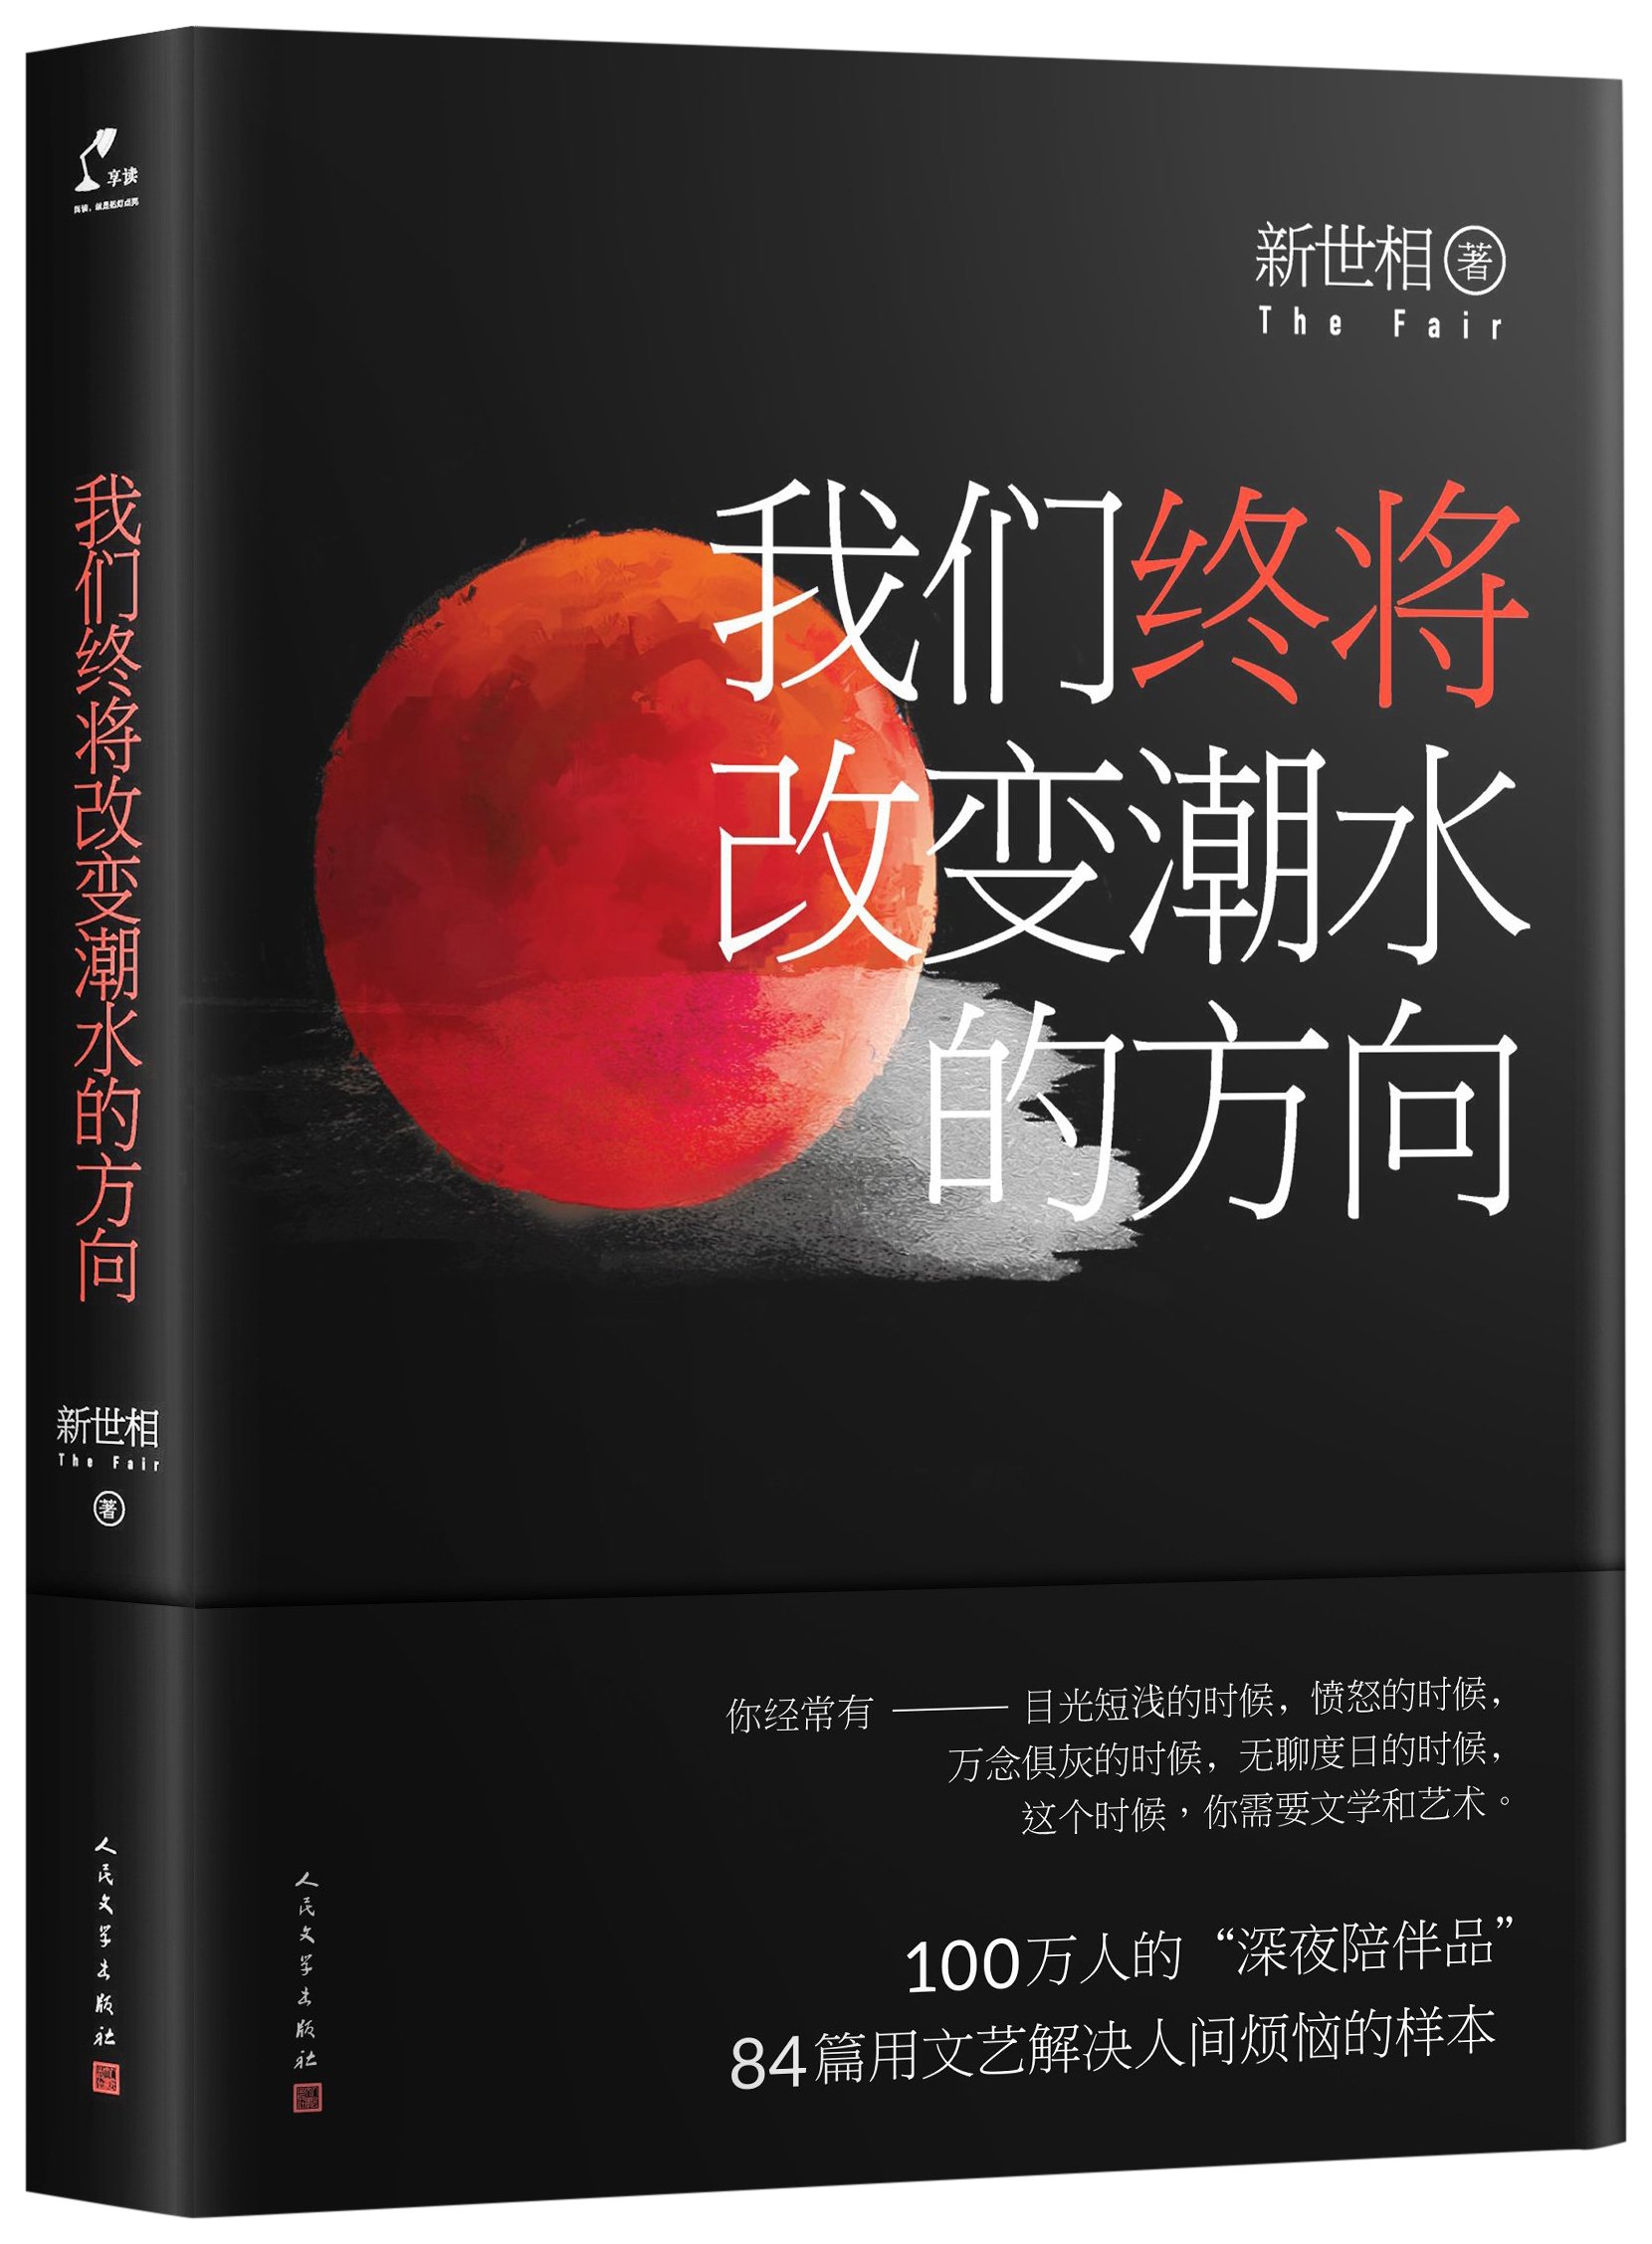 享读
新世相 著
The Fair
我们终将
改变潮水
的方向
我们终将改变潮水的方向
新世相
The Fair
著
你经常有 —— 目光短浅的时候，愤怒的时候，
万念俱灰的时候，无聊度日的时候，
这个时候，你需要文学和艺术。
100万人的“深夜陪伴品”
84篇用文艺解决人间烦恼的样本
人民文学出版社
人民文学出版社